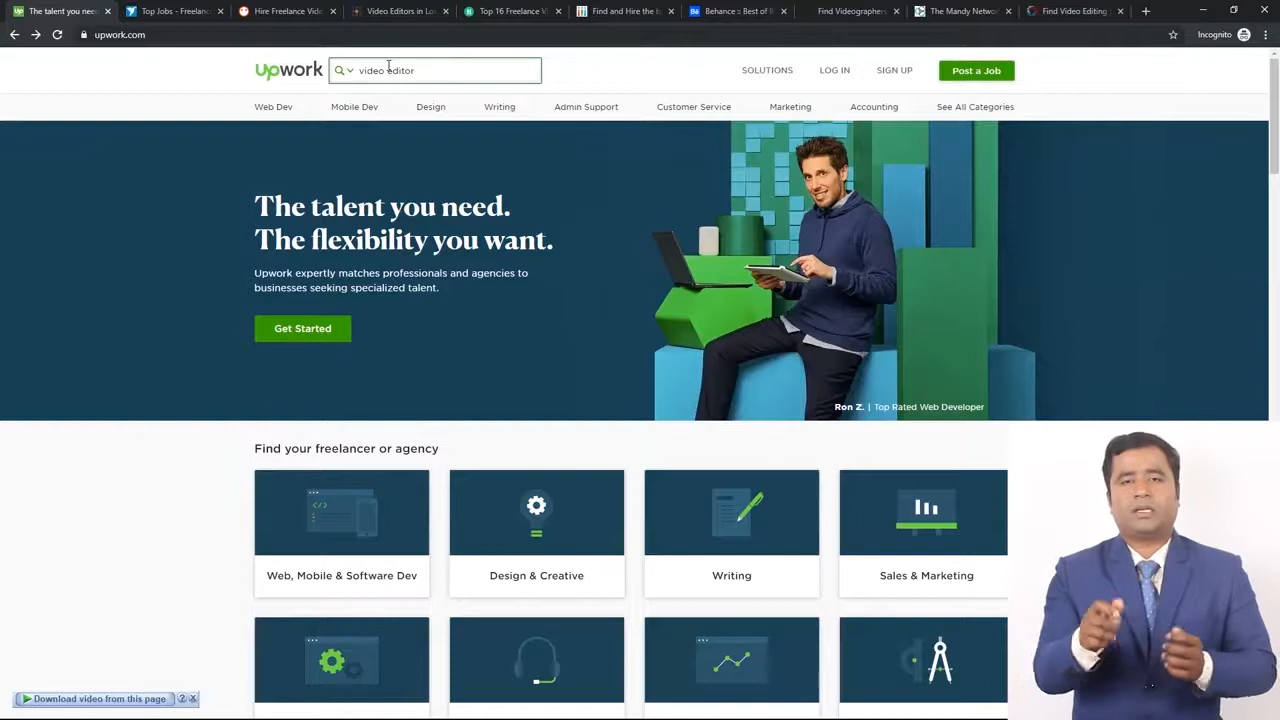 The talent you nee
Top Jobs - Freelanc
Hire Freelance Vide
Video Editors in Lon
Top 16 Freelance V
Find and Hire the b
Behance = Best of B
Find Videographers
The Mandy Networ
Find Video Editing
upwork.com
Incognito
upwork
video editor
SOLUTIONS
LOG IN
SIGN UP
Post a Job
Web Dev
Mobile Dev
Design
Writing
Admin Support
Customer Service
Marketing
Accounting
See All Categories
The talent you need.
The flexibility you want.
Upwork expertly matches professionals and agencies to
businesses seeking specialized talent.
Get Started
Ron Z. | Top Rated Web Developer
Find your freelancer or agency
Web, Mobile & Software Dev
Design & Creative
Writing
Sales & Marketing
Download video from this page